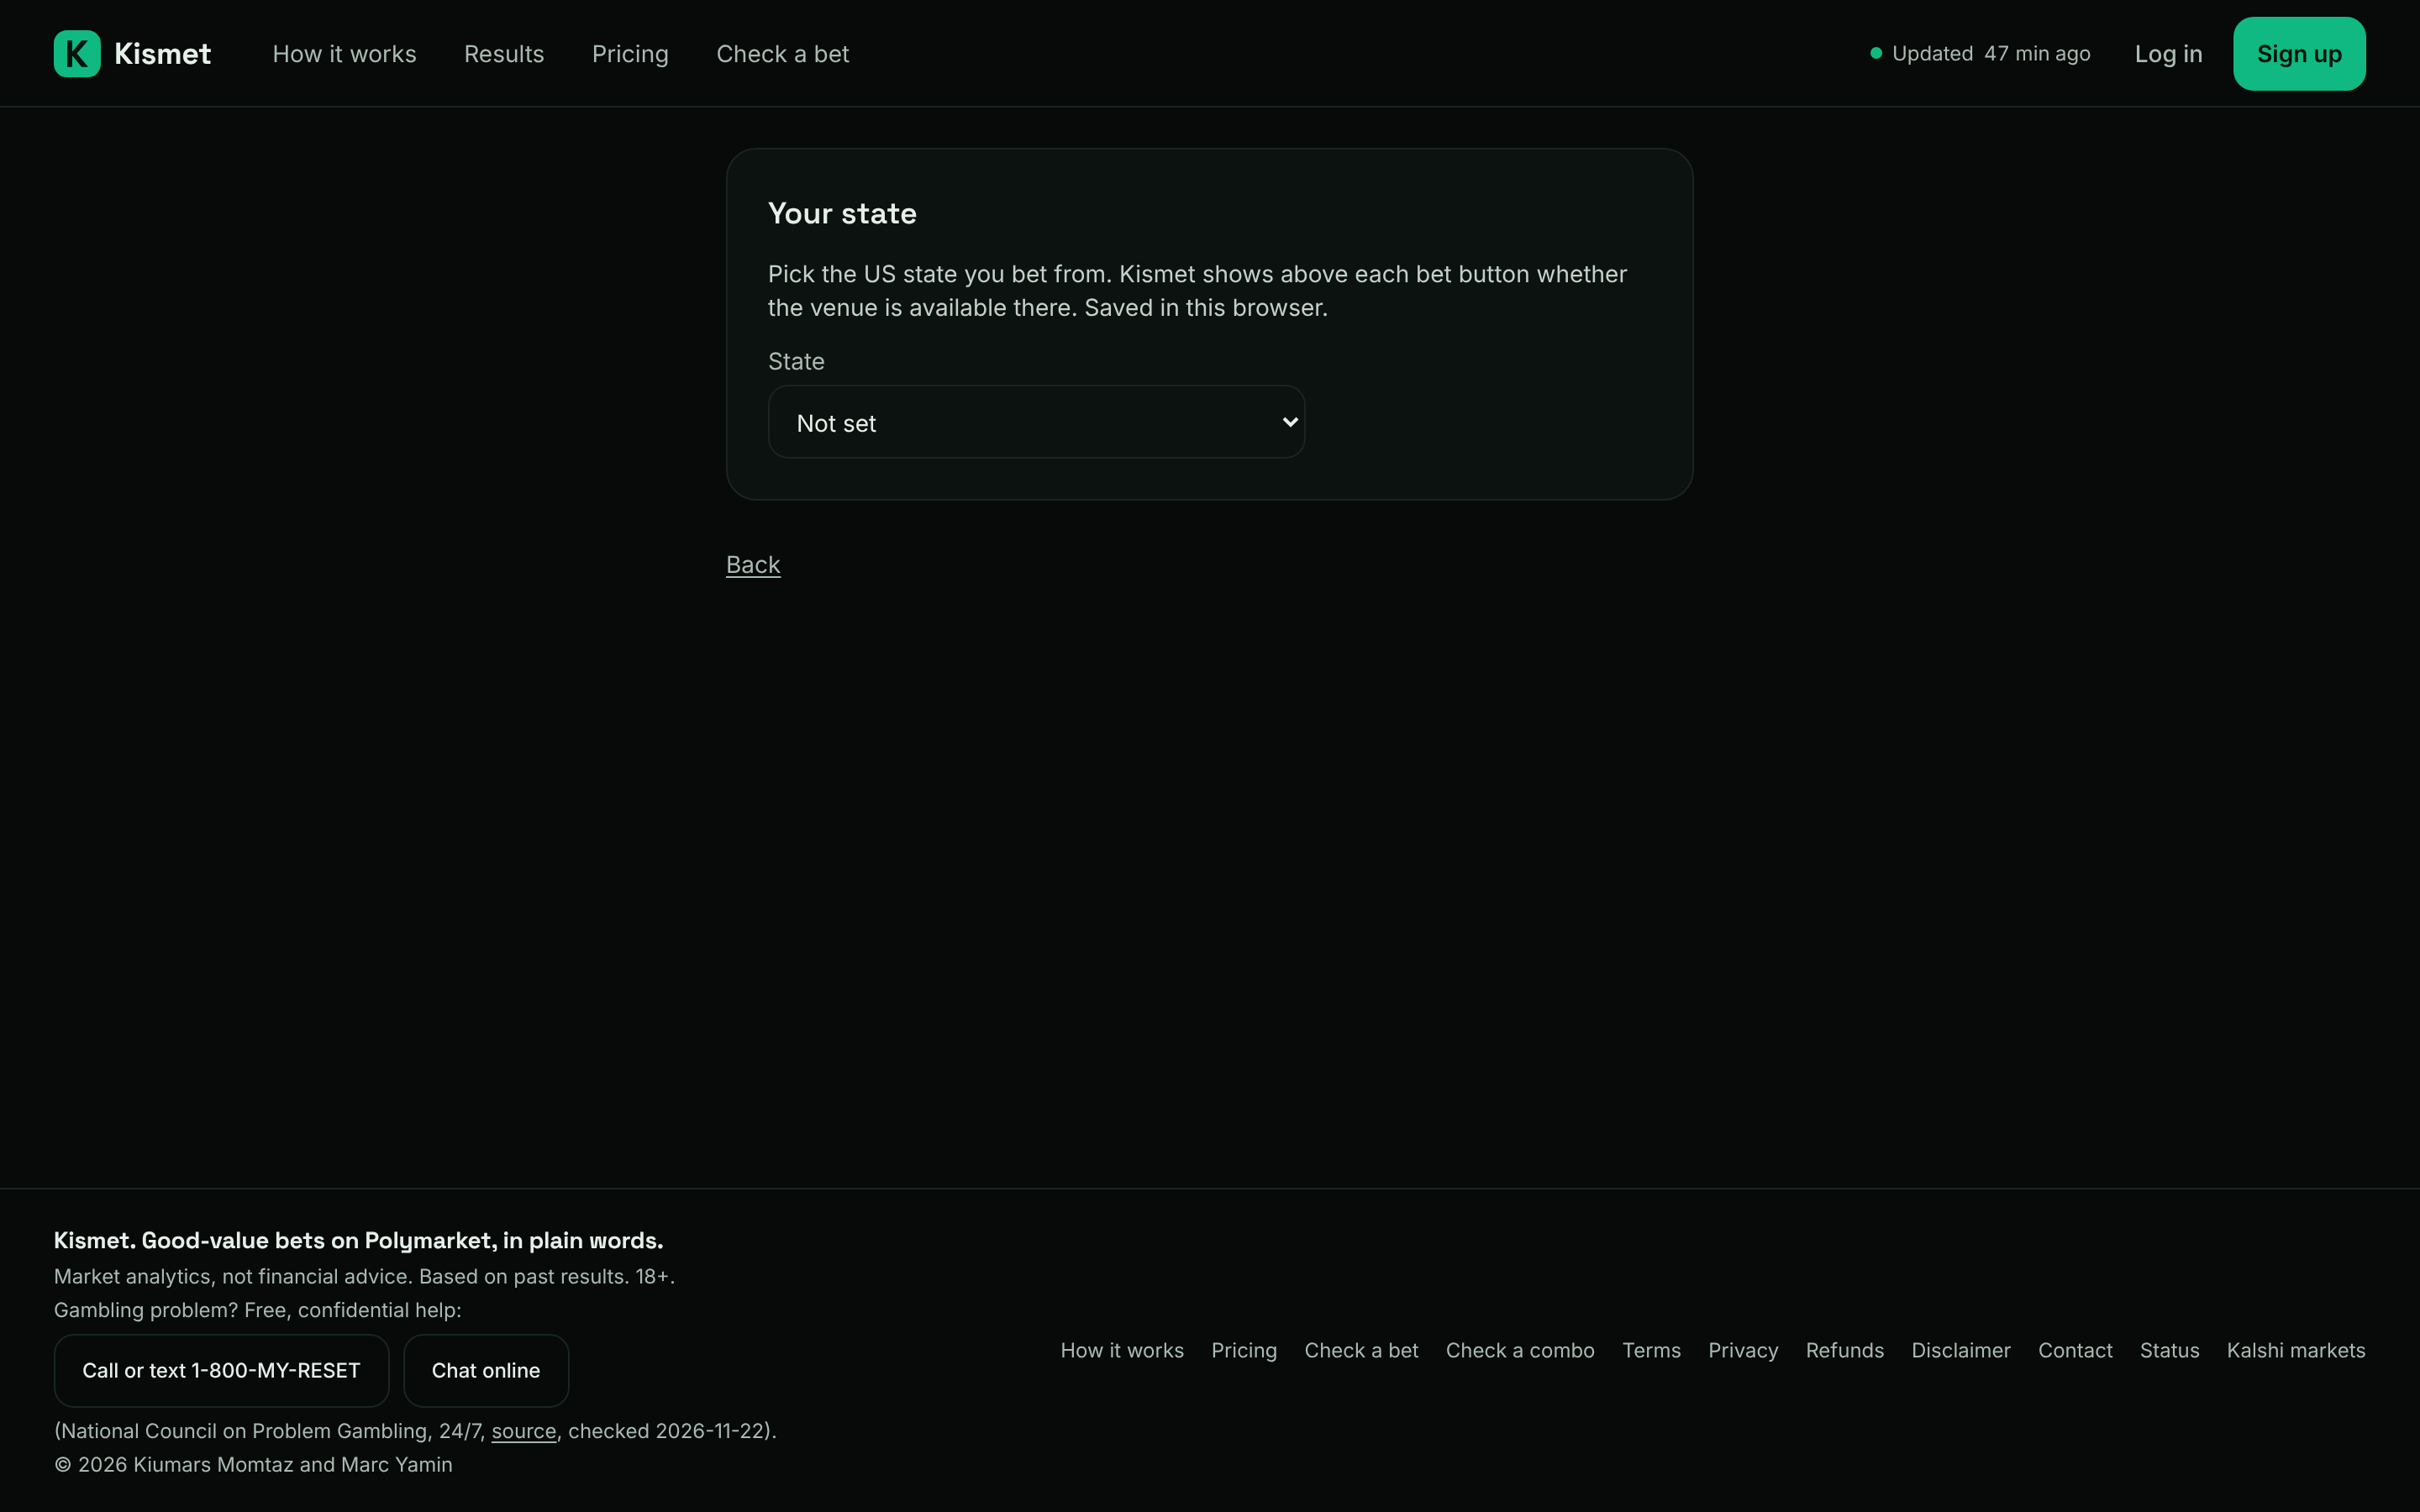 K Kismet How it works Results Pricing Check a bet Updated 47 min ago Log in Sign up
Your state
Pick the US state you bet from. Kismet shows above each bet button whether
the venue is available there. Saved in this browser.
State
Not set
Back
Kismet. Good-value bets on Polymarket, in plain words.
Market analytics, not financial advice. Based on past results. 18+.
Gambling problem? Free, confidential help:
Call or text 1-800-MY-RESET Chat online
(National Council on Problem Gambling, 24/7, source, checked 2026-11-22).
© 2026 Kiumars Momtaz and Marc Yamin
How it works Pricing Check a bet Check a combo Terms Privacy Refunds Disclaimer Contact Status Kalshi markets